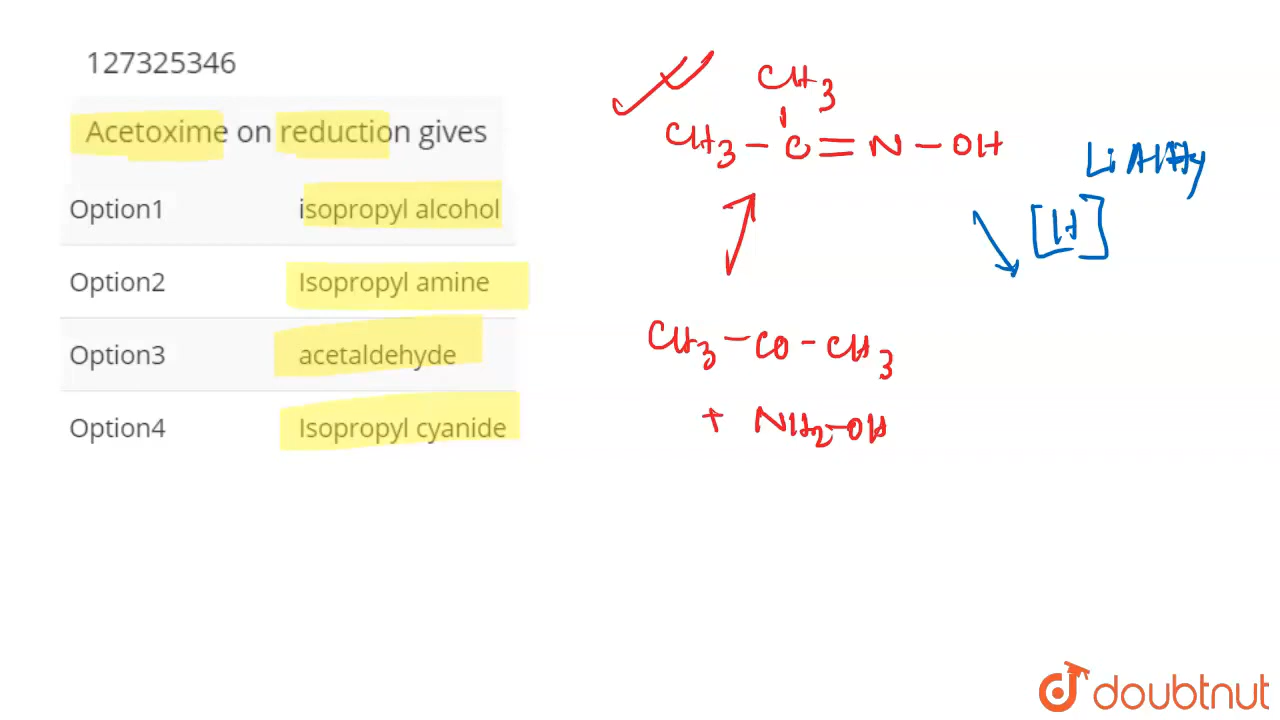 127325346
Acetoxime on reduction gives
Option1 isopropyl alcohol
Option2 Isopropyl amine
Option3 acetaldehyde
Option4 Isopropyl cyanide
CH3
CH3 - C = N - OH
LiAlH4
[H]
CH3 - CO - CH3
+ NH2-OH
doubtnut